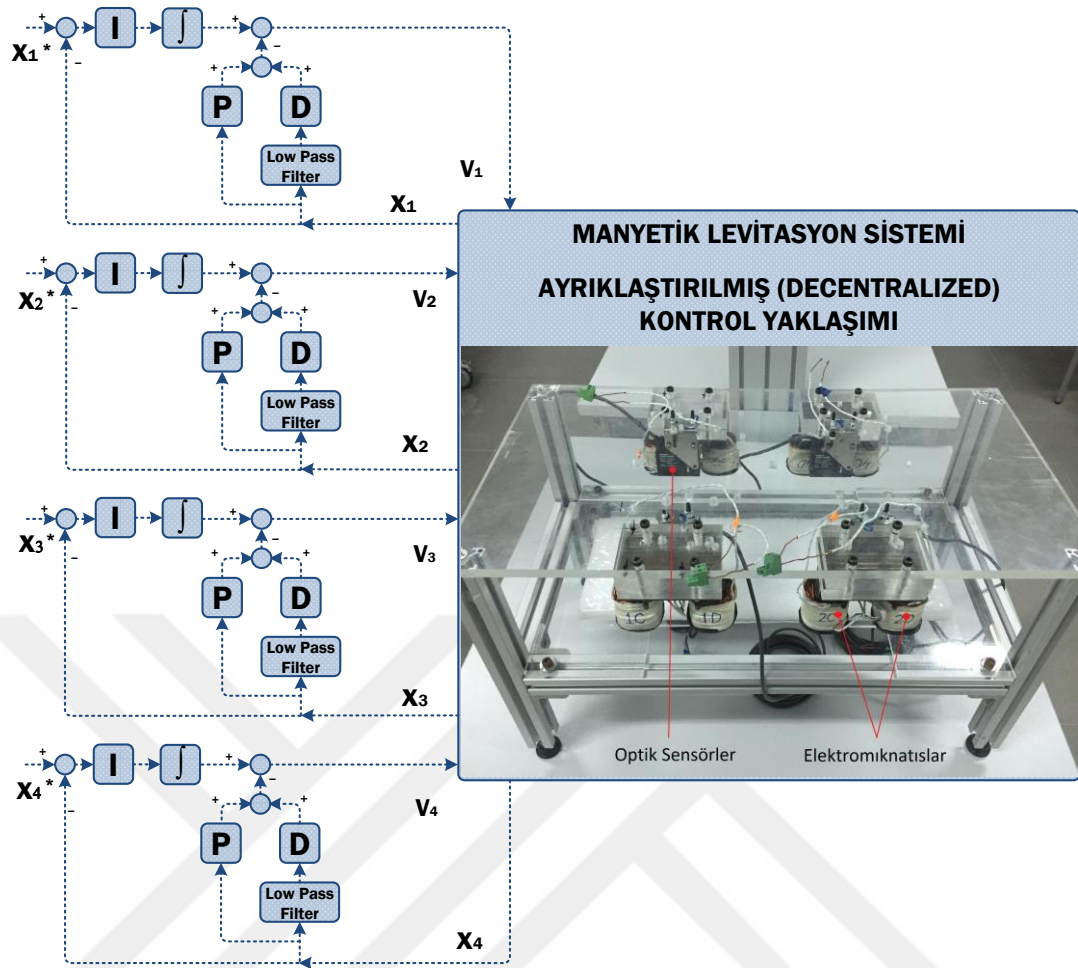 + I ∫ +
X1* − −
+ +
P D
Low Pass
Filter
V1
X1
MANYETİK LEVİTASYON SİSTEMİ
AYRIKLAŞTIRILMIŞ (DECENTRALIZED)
KONTROL YAKLAŞIMI
+ I ∫ +
X2* − −
V2
+ +
P D
Low Pass
Filter
X2
+ I ∫ +
X3* − −
V3
+ +
P D
Low Pass
Filter
X3
1C 1D 2C
Optik Sensörler Elektromıknatıslar
+ I ∫ +
X4* − −
V4
+ +
P D
Low Pass
Filter
X4